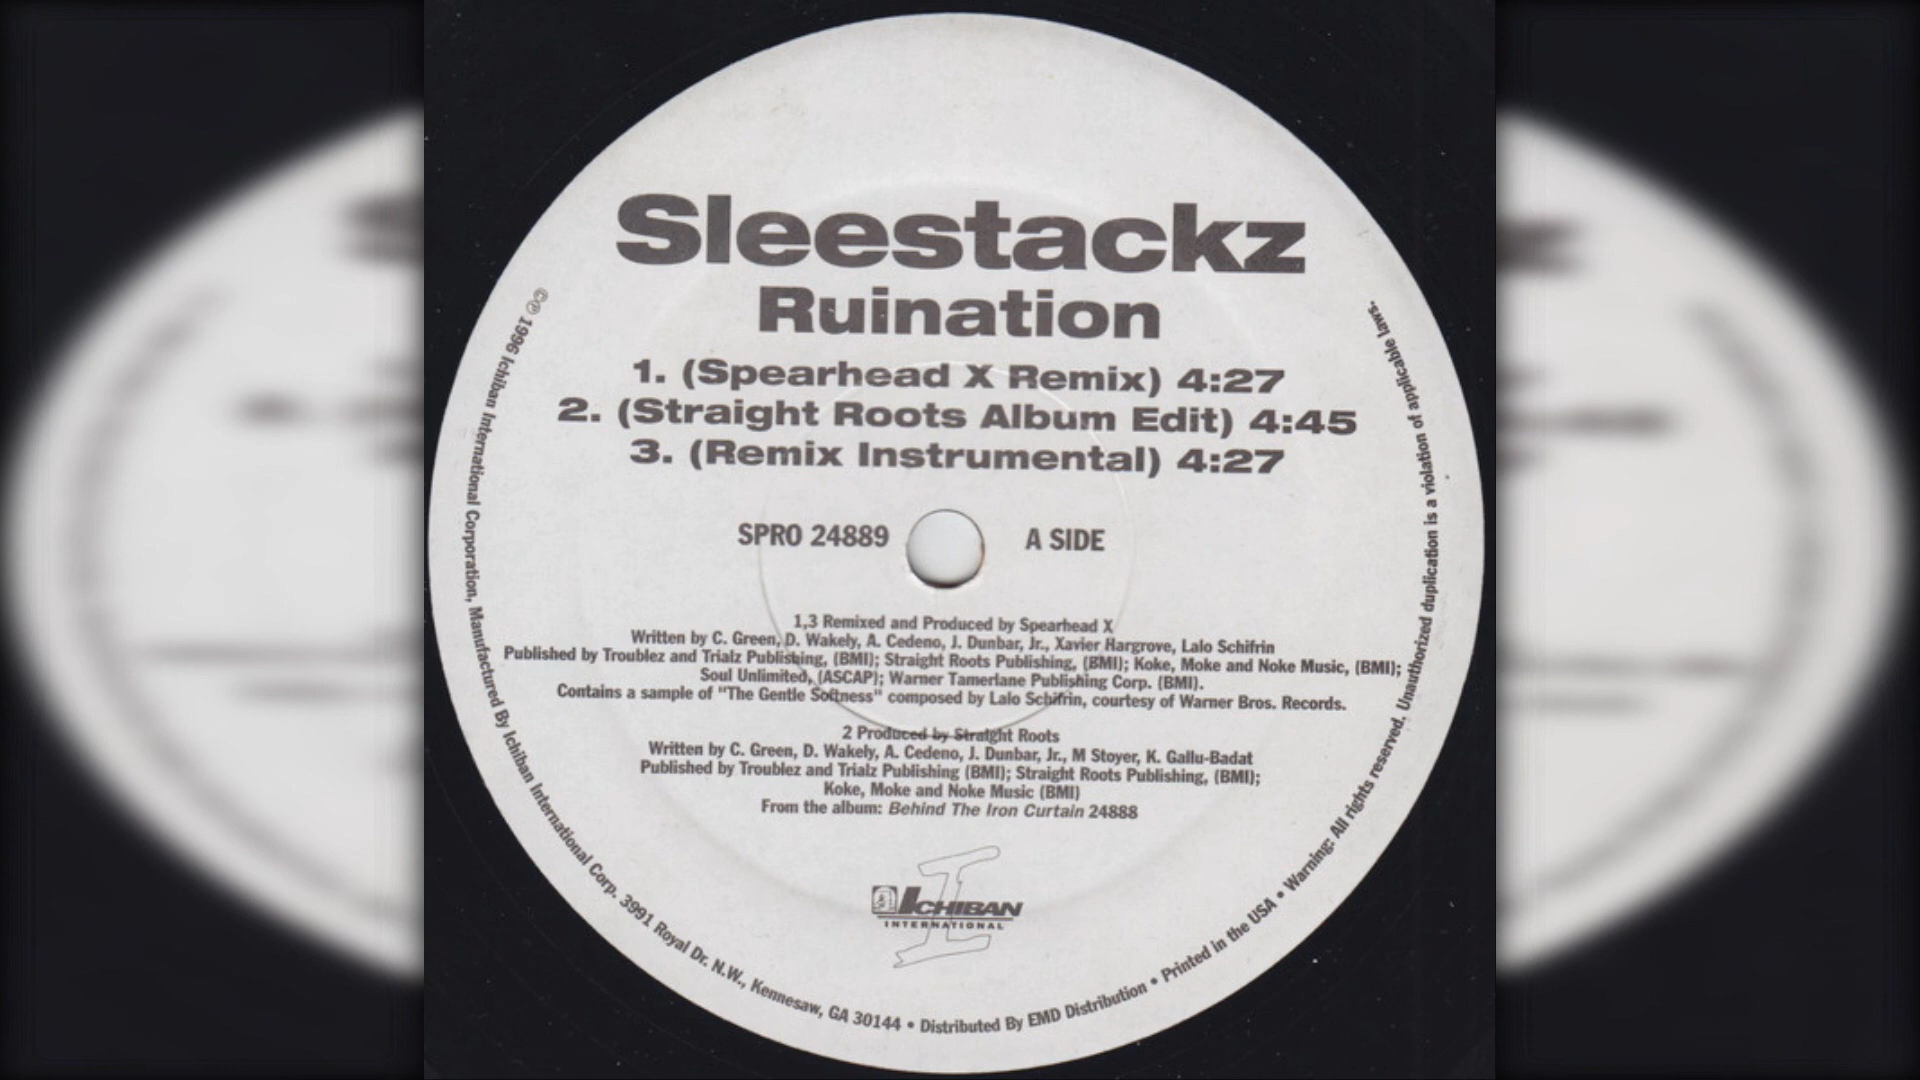 Sleestackz
Ruination
1. (Spearhead X Remix) 4:27
2. (Straight Roots Album Edit) 4:45
3. (Remix Instrumental) 4:27
SPRO 24889
A SIDE
1,3 Remixed and Produced by Spearhead X
Written by C. Green, D. Wakely, A. Cedeno, J. Dunbar, Jr., Xavier Hargrove, Lalo Schifrin
Published by Troublez and Trialz Publishing, (BMI); Straight Roots Publishing, (BMI); Koke, Moke and Noke Music, (BMI);
Soul Unlimited, (ASCAP); Warner Tamerlane Publishing Corp. (BMI).
Contains a sample of "The Gentle Softness" composed by Lalo Schifrin, courtesy of Warner Bros. Records.
2 Produced by Straight Roots
Written by C. Green, D. Wakely, A. Cedeno, J. Dunbar, Jr., M Stoyer, K. Gallu-Badat
Published by Troublez and Trialz Publishing (BMI); Straight Roots Publishing, (BMI);
Koke, Moke and Noke Music (BMI)
From the album: Behind The Iron Curtain 24888
ICHIBAN
INTERNATIONAL
©℗ 1996 Ichiban International Corporation, Manufactured By Ichiban International Corp. 3991 Royal Dr. N.W., Kennesaw, GA 30144 • Distributed By EMD Distribution • Printed in the USA • Warning: All rights reserved. Unauthorized duplication is a violation of applicable laws.